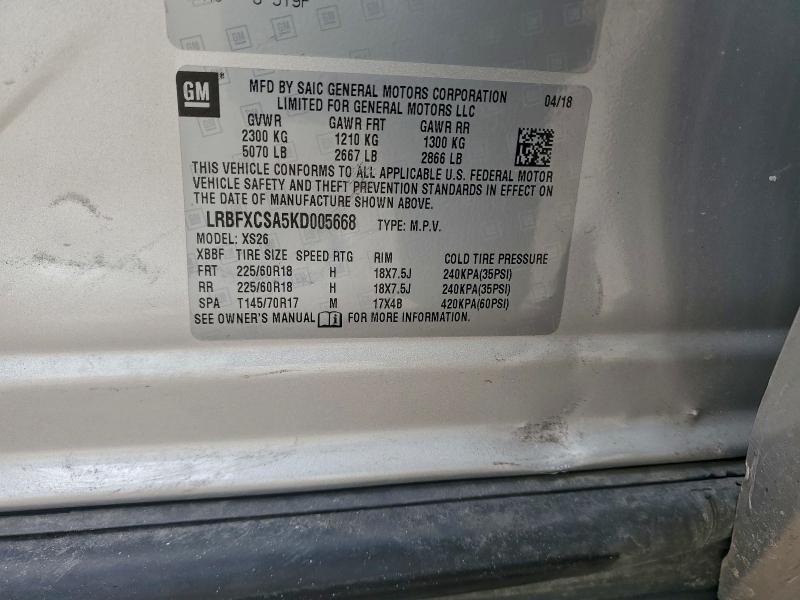 GM
MFD BY SAIC GENERAL MOTORS CORPORATION
LIMITED FOR GENERAL MOTORS LLC
04/18
GVWR GAWR FRT GAWR RR
2300 KG 1210 KG 1300 KG
5070 LB 2667 LB 2866 LB
THIS VEHICLE CONFORMS TO ALL APPLICABLE U.S. FEDERAL MOTOR
VEHICLE SAFETY AND THEFT PREVENTION STANDARDS IN EFFECT ON
THE DATE OF MANUFACTURE SHOWN ABOVE.
LRBFXCSA5KD005668 TYPE: M.P.V.
MODEL: XS26
XBBF TIRE SIZE SPEED RTG RIM COLD TIRE PRESSURE
FRT 225/60R18 H 18X7.5J 240KPA(35PSI)
RR 225/60R18 H 18X7.5J 240KPA(35PSI)
SPA T145/70R17 M 17X4B 420KPA(60PSI)
SEE OWNER'S MANUAL FOR MORE INFORMATION.